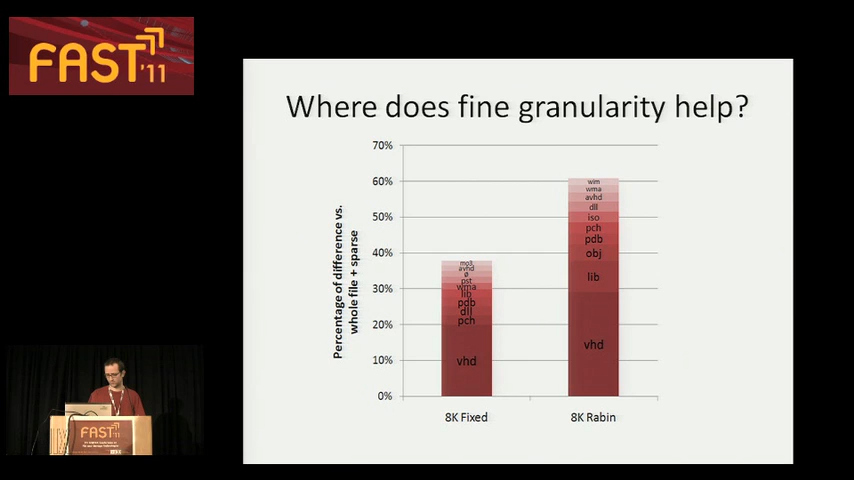 FAST '11
Where does fine granularity help?
Percentage of difference vs.
whole file + sparse
70%
60%
50%
40%
30%
20%
10%
0%
mp3
avhd
ø
pst
wma
lib
pdb
dll
pch
vhd
8K Fixed
wim
wma
avhd
dll
iso
pch
pdb
obj
lib
vhd
8K Rabin
FAST'11